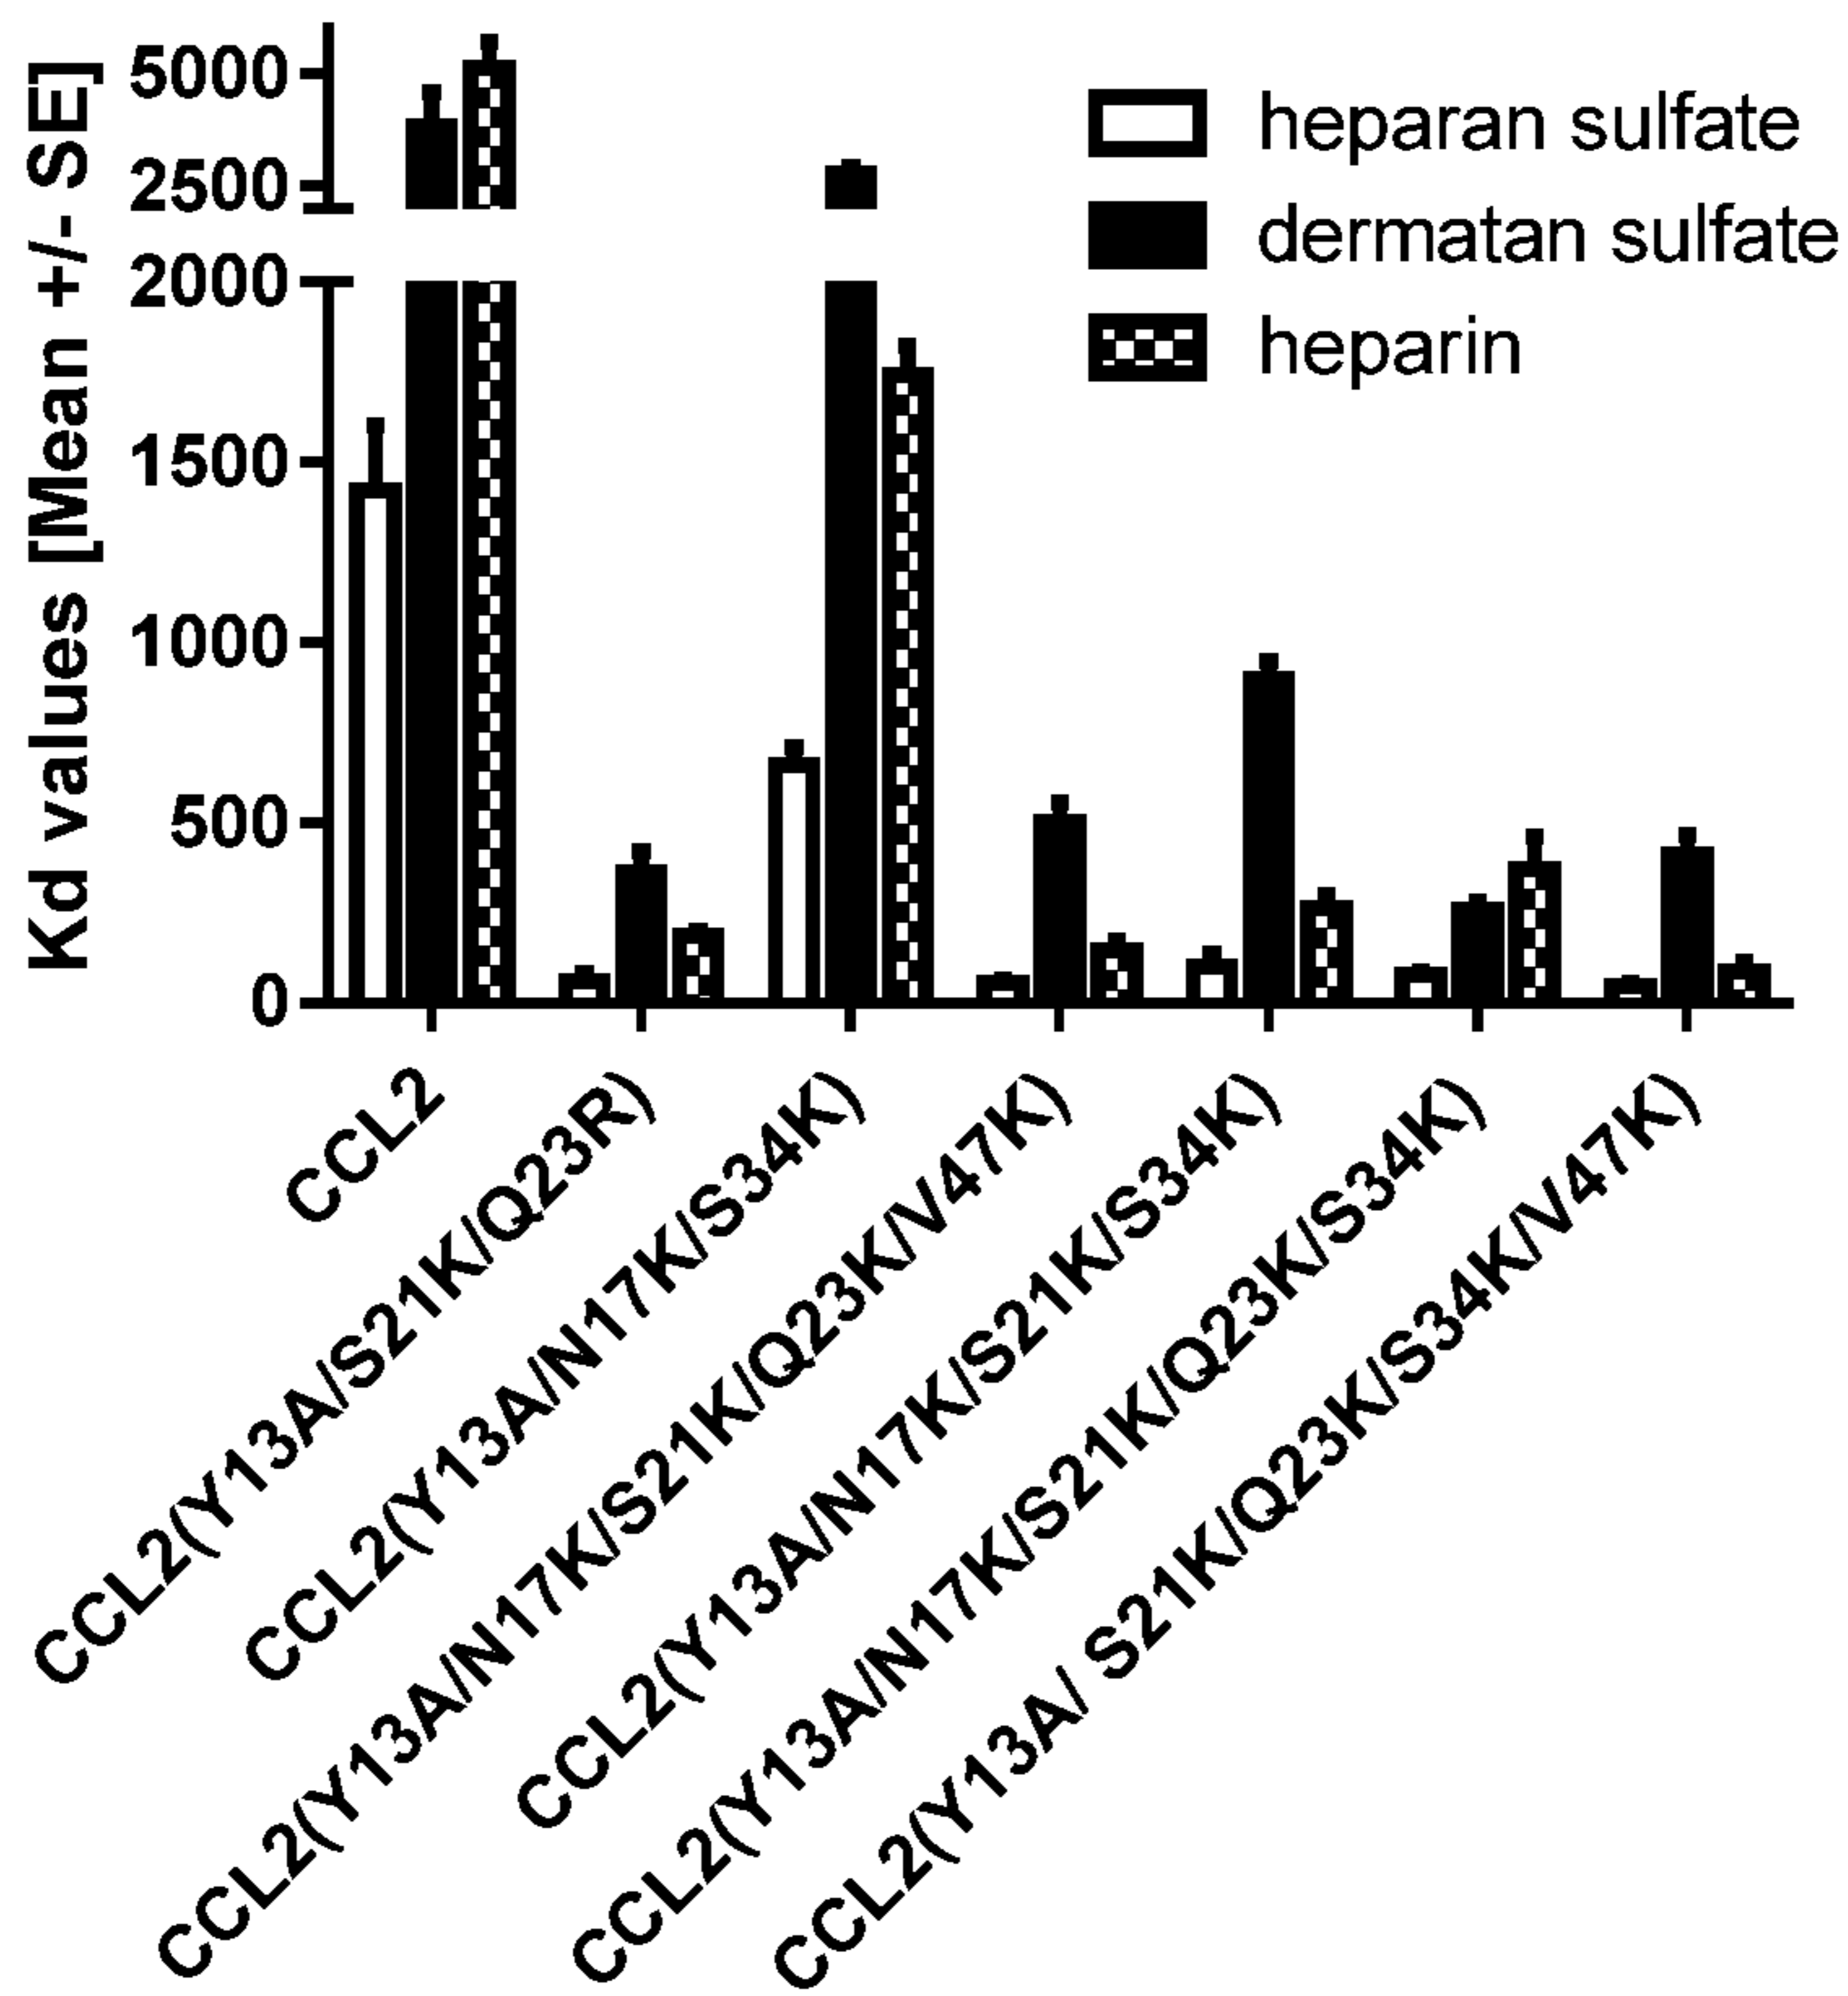 Kd values [Mean +/- SE]
5000
2500
2000
1500
1000
500
0
heparan sulfate
dermatan sulfate
heparin
CCL2
CCL2(Y13A/S21K/Q23R)
CCL2(Y13A/N17K/S34K)
CCL2(Y13A/N17K/S21K/Q23K/V47K)
CCL2(Y13A/N17K/S21K/S34K)
CCL2(Y13A/N17K/S21K/Q23K/S34K)
CCL2(Y13A/ S21K/Q23K/S34K/V47K)